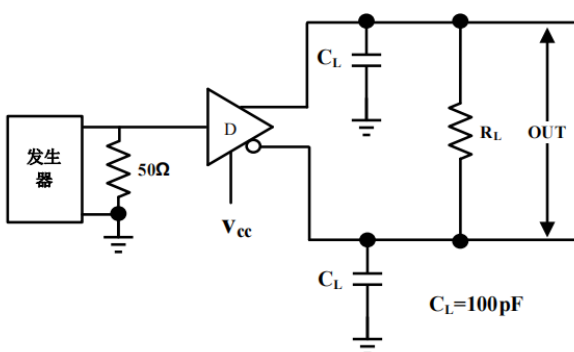 C_L
D
R_L
OUT
发生
器
50Ω
V_cc
C_L
C_L=100pF